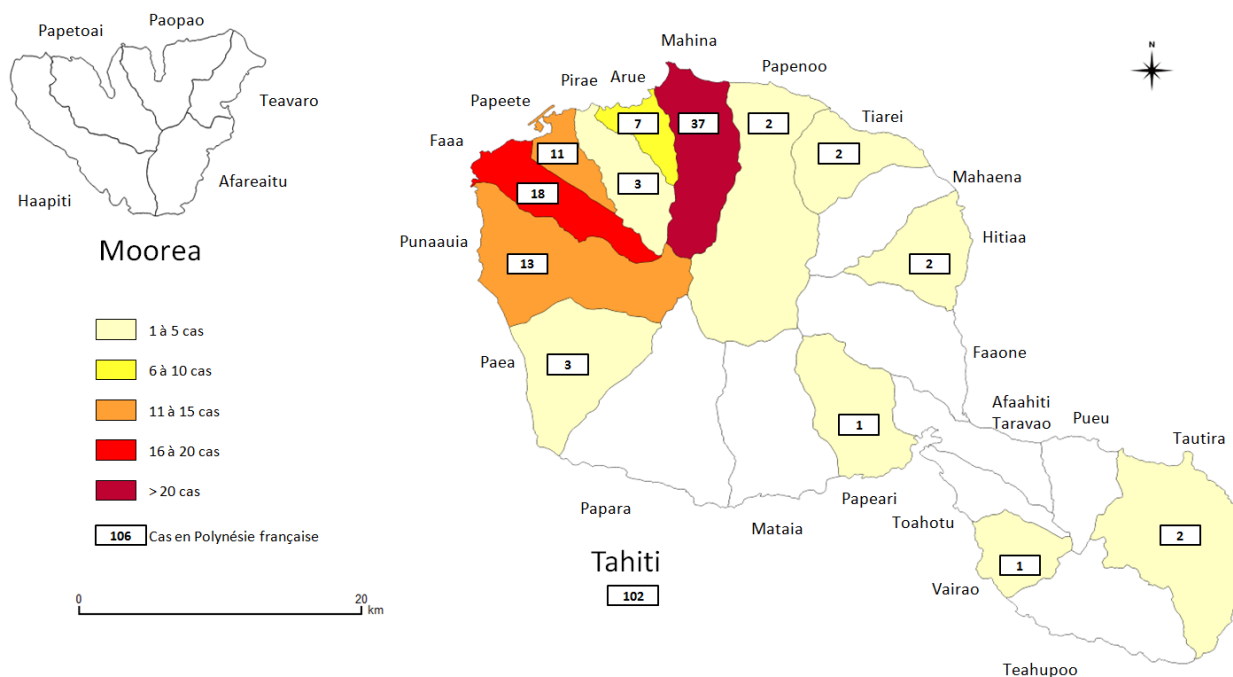 Papetoai
Paopao
Teavaro
Afareaitu
Haapiti
Moorea
1 à 5 cas
6 à 10 cas
11 à 15 cas
16 à 20 cas
> 20 cas
106 Cas en Polynésie française
0 20
km
N
Mahina
Papenoo
Arue
Pirae
Papeete
Tiarei
Faaa
Mahaena
Hitiaa
Punaauia
Faaone
Paea
Afaahiti
Taravao
Pueu
Tautira
Papeari
Papara
Mataia
Toahotu
Vairao
Teahupoo
37
7
2
11
2
3
18
13
2
3
1
2
1
Tahiti
102